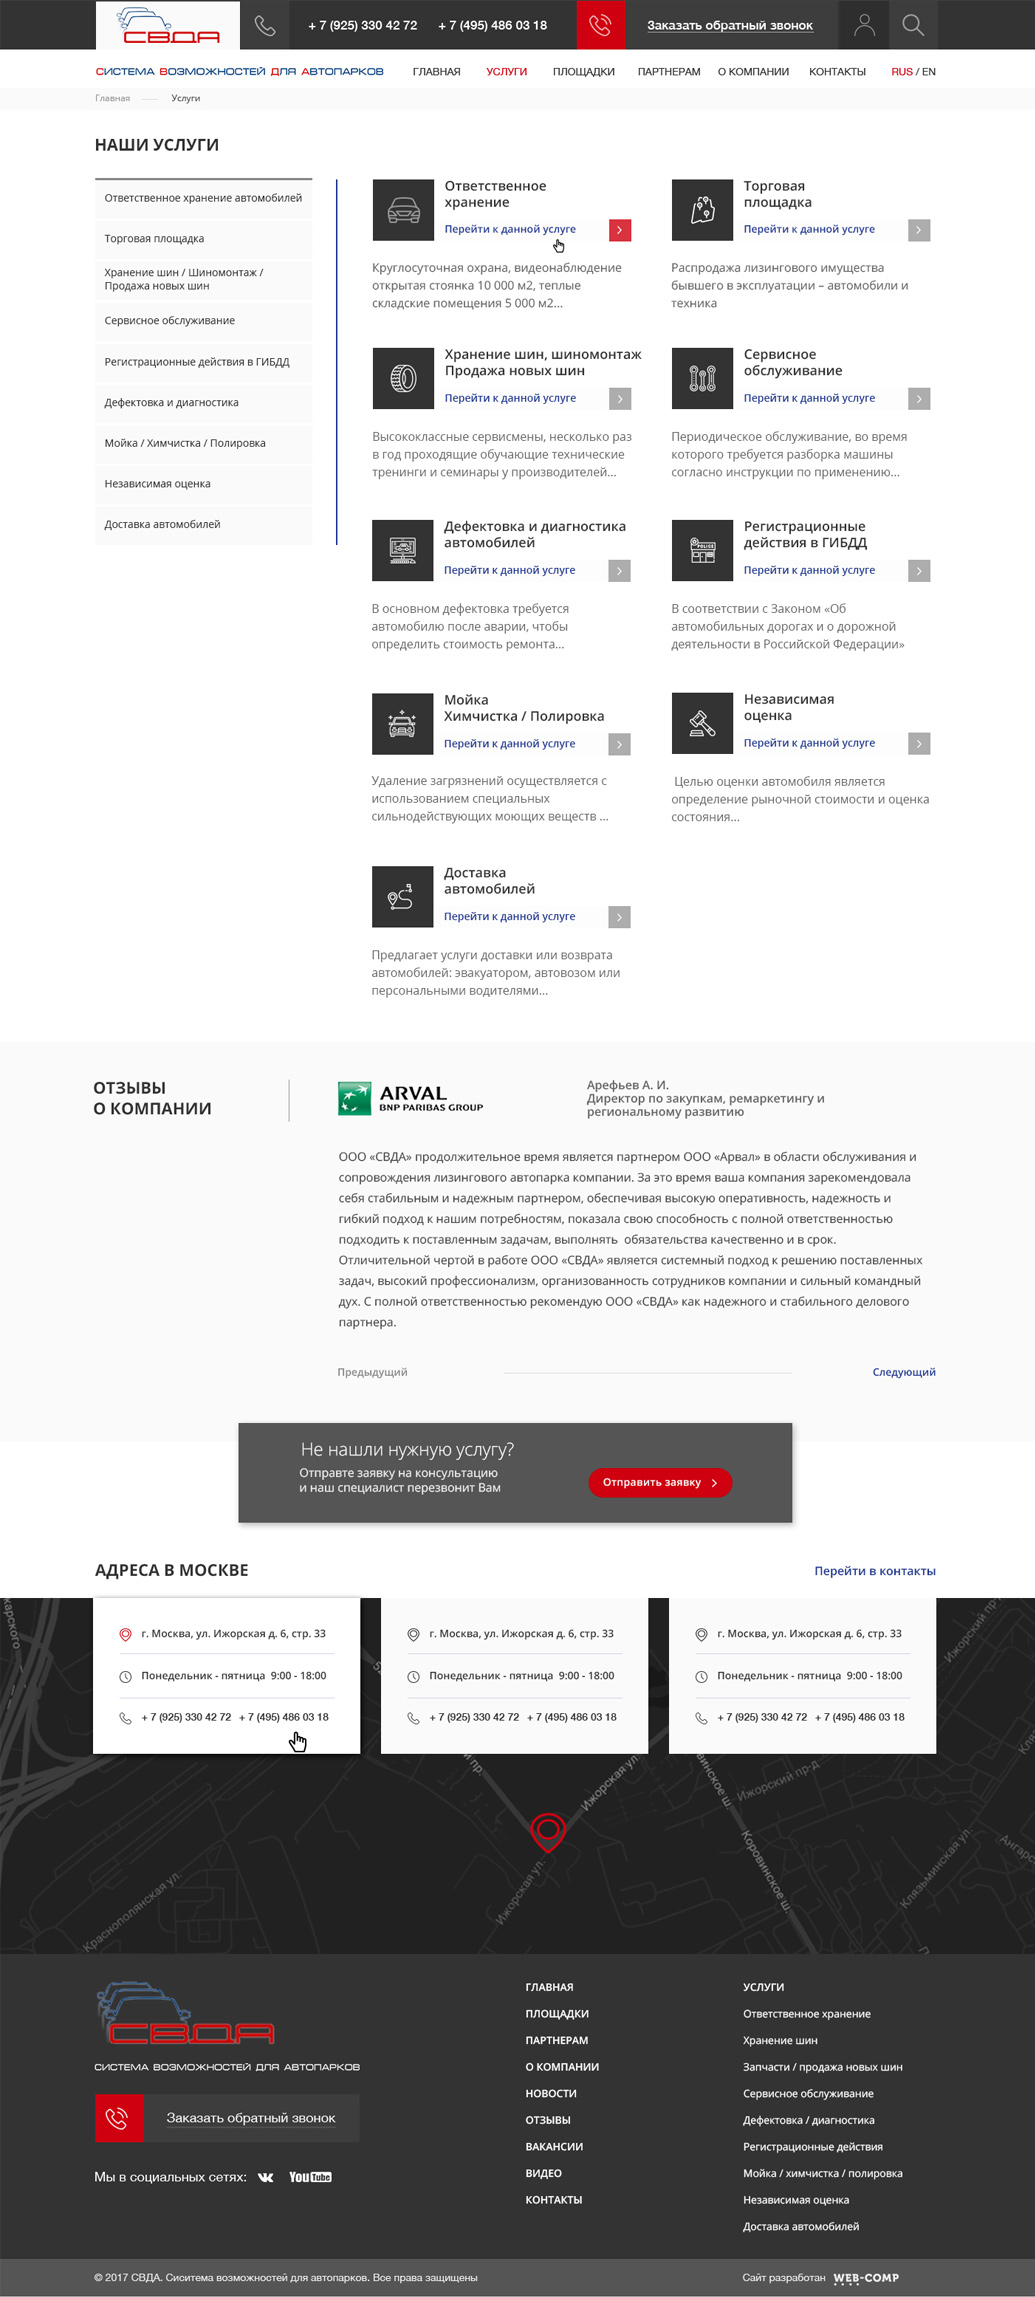 СВДА
+ 7 (925) 330 42 72 + 7 (495) 486 03 18
Заказать обратный звонок
СИСТЕМА ВОЗМОЖНОСТЕЙ ДЛЯ АВТОПАРКОВ
ГЛАВНАЯ УСЛУГИ ПЛОЩАДКИ ПАРТНЕРАМ О КОМПАНИИ КОНТАКТЫ RUS / EN
Главная Услуги
НАШИ УСЛУГИ
Ответственное хранение автомобилей
Торговая площадка
Хранение шин / Шиномонтаж /
Продажа новых шин
Сервисное обслуживание
Регистрационные действия в ГИБДД
Дефектовка и диагностика
Мойка / Химчистка / Полировка
Независимая оценка
Доставка автомобилей
Ответственное
хранение
Перейти к данной услуге
Круглосуточная охрана, видеонаблюдение
открытая стоянка 10 000 м2, теплые
складские помещения 5 000 м2...
Торговая
площадка
Перейти к данной услуге
Распродажа лизингового имущества
бывшего в эксплуатации – автомобили и
техника
Хранение шин, шиномонтаж
Продажа новых шин
Перейти к данной услуге
Высококлассные сервисмены, несколько раз
в год проходящие обучающие технические
тренинги и семинары у производителей...
Сервисное
обслуживание
Перейти к данной услуге
Периодическое обслуживание, во время
которого требуется разборка машины
согласно инструкции по применению...
Дефектовка и диагностика
автомобилей
Перейти к данной услуге
В основном дефектовка требуется
автомобилю после аварии, чтобы
определить стоимость ремонта...
POLICE
Регистрационные
действия в ГИБДД
Перейти к данной услуге
В соответствии с Законом «Об
автомобильных дорогах и о дорожной
деятельности в Российской Федерации»
Мойка
Химчистка / Полировка
Перейти к данной услуге
Удаление загрязнений осуществляется с
использованием специальных
сильнодействующих моющих веществ ...
Независимая
оценка
Перейти к данной услуге
Целью оценки автомобиля является
определение рыночной стоимости и оценка
состояния...
Доставка
автомобилей
Перейти к данной услуге
Предлагает услуги доставки или возврата
автомобилей: эвакуатором, автовозом или
персональными водителями...
ОТЗЫВЫ
О КОМПАНИИ
ARVAL
BNP PARIBAS GROUP
Арефьев А. И.
Директор по закупкам, ремаркетингу и
региональному развитию
ООО «СВДА» продолжительное время является партнером ООО «Арвал» в области обслуживания и
сопровождения лизингового автопарка компании. За это время ваша компания зарекомендовала
себя стабильным и надежным партнером, обеспечивая высокую оперативность, надежность и
гибкий подход к нашим потребностям, показала свою способность с полной ответственностью
подходить к поставленным задачам, выполнять обязательства качественно и в срок.
Отличительной чертой в работе ООО «СВДА» является системный подход к решению поставленных
задач, высокий профессионализм, организованность сотрудников компании и сильный командный
дух. С полной ответственностью рекомендую ООО «СВДА» как надежного и стабильного делового
партнера.
Предыдущий Следующий
Не нашли нужную услугу?
Отправте заявку на консультацию
и наш специалист перезвонит Вам
Отправить заявку
АДРЕСА В МОСКВЕ
Перейти в контакты
г. Москва, ул. Ижорская д. 6, стр. 33
Понедельник - пятница 9:00 - 18:00
+ 7 (925) 330 42 72 + 7 (495) 486 03 18
г. Москва, ул. Ижорская д. 6, стр. 33
Понедельник - пятница 9:00 - 18:00
+ 7 (925) 330 42 72 + 7 (495) 486 03 18
г. Москва, ул. Ижорская д. 6, стр. 33
Понедельник - пятница 9:00 - 18:00
+ 7 (925) 330 42 72 + 7 (495) 486 03 18
Ижорский пр-
пр.
Ижорская ул.
Ижорский пр-д.
Коровинское ш.
Клязьминская ул.
Ангарс
Ижорская ул.
Краснополянская ул.
СВДА
СИСТЕМА ВОЗМОЖНОСТЕЙ ДЛЯ АВТОПАРКОВ
Заказать обратный звонок
Мы в социальных сетях: YouTube
ГЛАВНАЯ
ПЛОЩАДКИ
ПАРТНЕРАМ
О КОМПАНИИ
НОВОСТИ
ОТЗЫВЫ
ВАКАНСИИ
ВИДЕО
КОНТАКТЫ
УСЛУГИ
Ответственное хранение
Хранение шин
Запчасти / продажа новых шин
Сервисное обслуживание
Дефектовка / диагностика
Регистрационные действия
Мойка / химчистка / полировка
Независимая оценка
Доставка автомобилей
© 2017 СВДА. Сиситема возможностей для автопарков. Все права защищены
Сайт разработан WEB-COMP